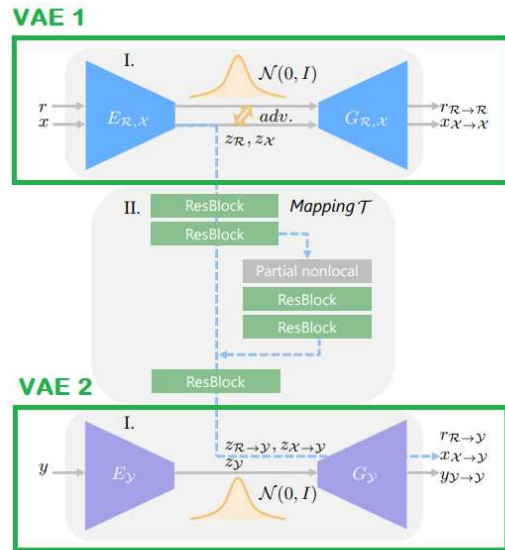 VAE 1
I.
𝒩(0, I)
r
x
E_{ℛ,𝒳}
adv.
G_{ℛ,𝒳}
r_{ℛ→ℛ}
x_{𝒳→𝒳}
z_ℛ, z_𝒳
II.
ResBlock
Mapping 𝒯
ResBlock
Partial nonlocal
ResBlock
ResBlock
ResBlock
VAE 2
I.
r_{ℛ→𝒴}
z_{ℛ→𝒴}, z_{𝒳→𝒴}
x_{𝒳→𝒴}
y
E_𝒴
z_𝒴
G_𝒴
y_{𝒴→𝒴}
𝒩(0, I)